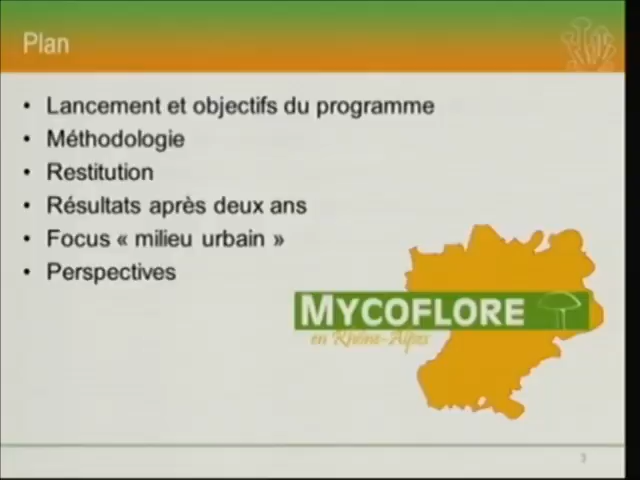 Plan
• Lancement et objectifs du programme
• Méthodologie
• Restitution
• Résultats après deux ans
• Focus « milieu urbain »
• Perspectives
MYCOFLORE
en Rhône-Alpes
3